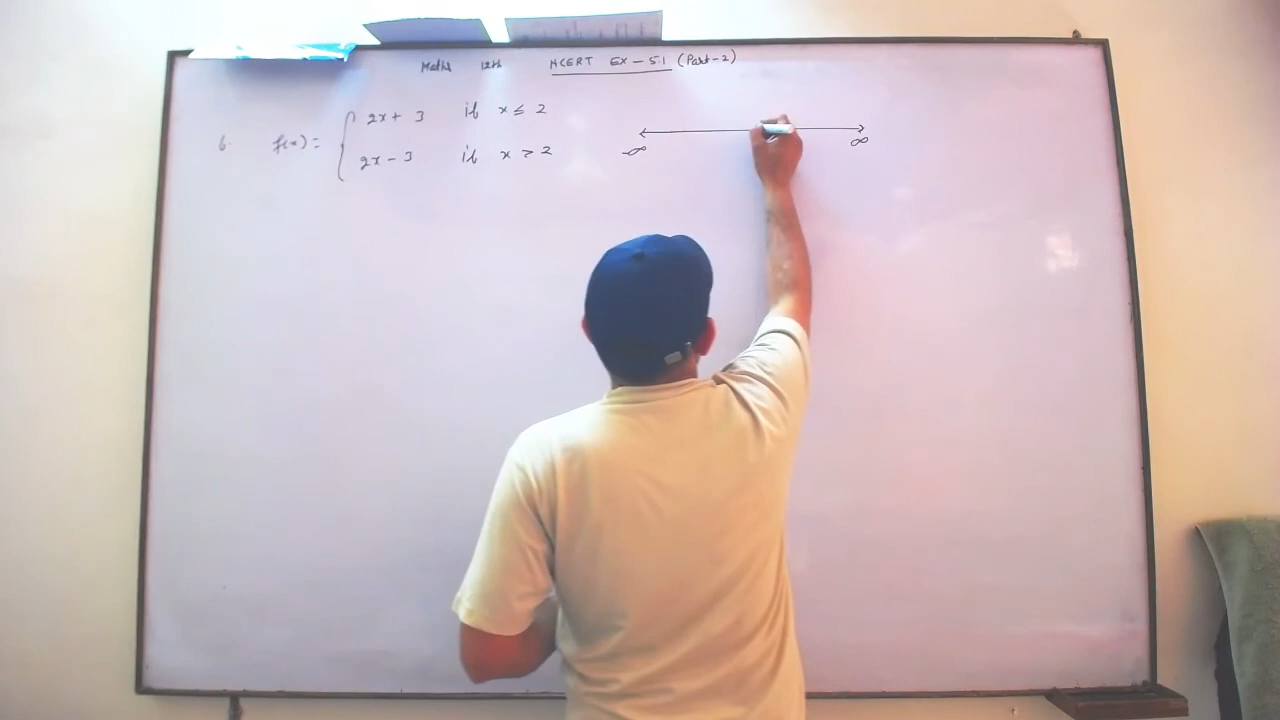 Maths 12th NCERT EX - 5.1 (Part-2)
6. f(x) = { 2x + 3 if x ≤ 2
2x - 3 if x > 2
-∞ ∞